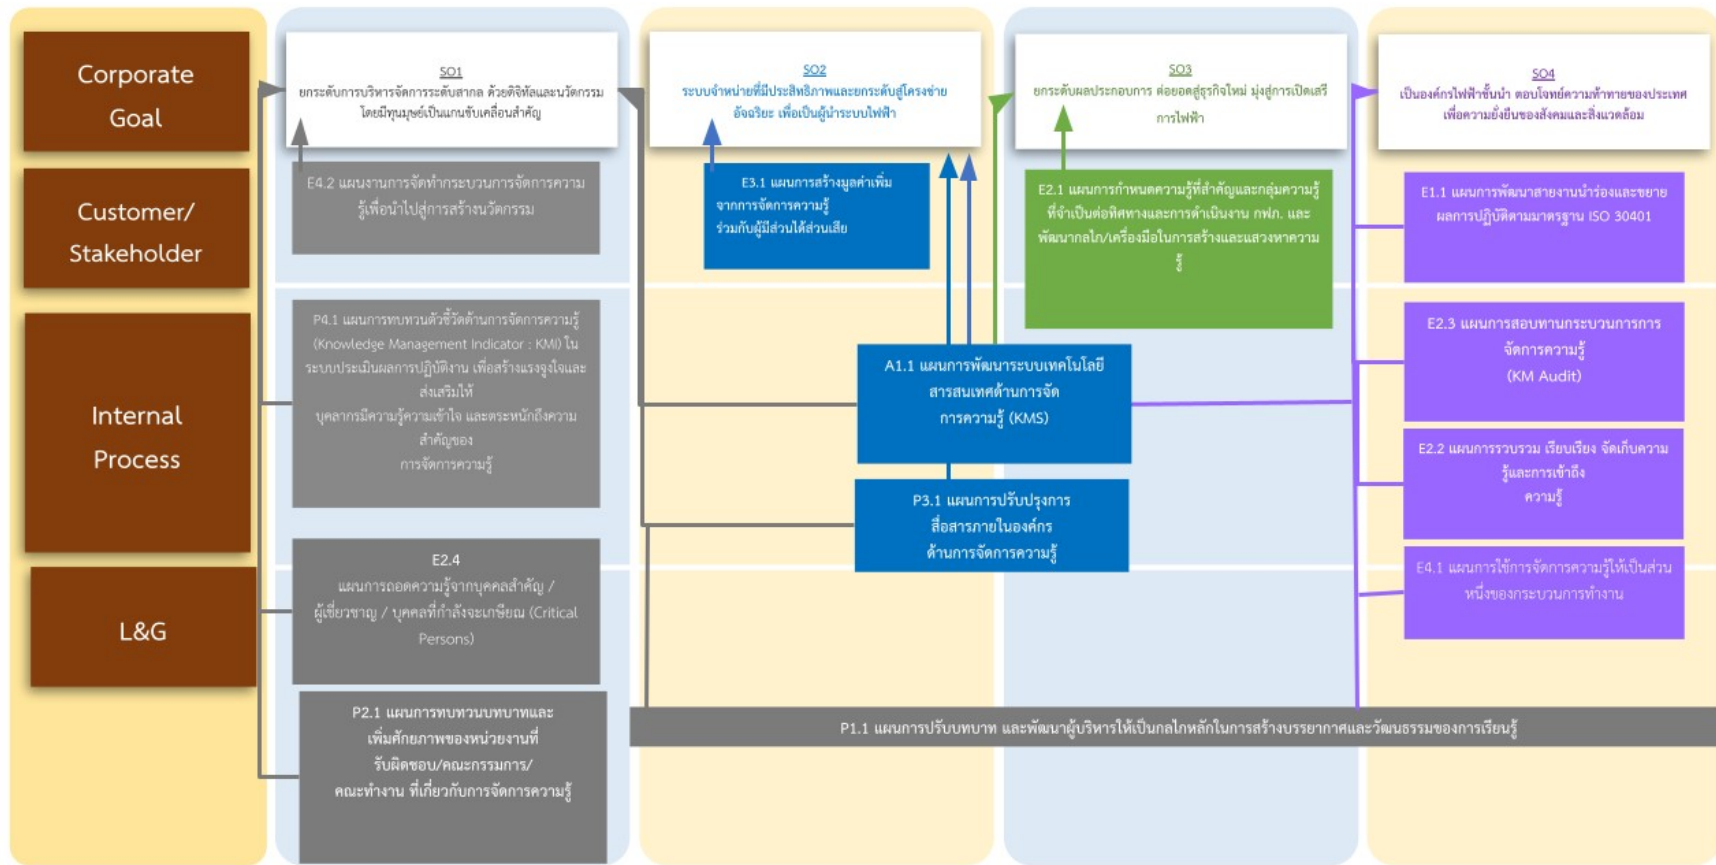 Corporate
Goal
SO1
ยกระดับการบริหารจัดการระดับสากล ด้วยดิจิทัลและนวัตกรรม
โดยมีทุนมนุษย์เป็นแกนขับเคลื่อนสำคัญ
SO2
ระบบจำหน่ายที่มีประสิทธิภาพและยกระดับสู่โครงข่าย
อัจฉริยะ เพื่อเป็นผู้นำระบบไฟฟ้า
SO3
ยกระดับผลประกอบการ ต่อยอดสู่ธุรกิจใหม่ มุ่งสู่การเปิดเสรี
การไฟฟ้า
SO4
เป็นองค์กรไฟฟ้าชั้นนำ ตอบโจทย์ความท้าทายของประเทศ
เพื่อความยั่งยืนของสังคมและสิ่งแวดล้อม
Customer/
Stakeholder
E4.2 แผนงานการจัดทำกระบวนการจัดการความ
รู้เพื่อนำไปสู่การสร้างนวัตกรรม
E3.1 แผนการสร้างมูลค่าเพิ่ม
จากการจัดการความรู้
ร่วมกับผู้มีส่วนได้ส่วนเสีย
E2.1 แผนการกำหนดความรู้ที่สำคัญและกลุ่มความรู้
ที่จำเป็นต่อทิศทางและการดำเนินงาน กฟภ. และ
พัฒนากลไก/เครื่องมือในการสร้างและแสวงหาความ
รู้
E1.1 แผนการพัฒนาสายงานนำร่องและขยาย
ผลการปฏิบัติตามมาตรฐาน ISO 30401
Internal
Process
P4.1 แผนการทบทวนตัวชี้วัดด้านการจัดการความรู้
(Knowledge Management Indicator : KMI) ใน
ระบบประเมินผลการปฏิบัติงาน เพื่อสร้างแรงจูงใจและ
ส่งเสริมให้
บุคลากรมีความรู้ความเข้าใจ และตระหนักถึงความ
สำคัญของ
การจัดการความรู้
A1.1 แผนการพัฒนาระบบเทคโนโลยี
สารสนเทศด้านการจัด
การความรู้ (KMS)
P3.1 แผนการปรับปรุงการ
สื่อสารภายในองค์กร
ด้านการจัดการความรู้
E2.3 แผนการสอบทานกระบวนการการ
จัดการความรู้
(KM Audit)
E2.2 แผนการรวบรวม เรียบเรียง จัดเก็บความ
รู้และการเข้าถึง
ความรู้
L&G
E2.4
แผนการถอดความรู้จากบุคคลสำคัญ /
ผู้เชี่ยวชาญ / บุคคลที่กำลังจะเกษียณ (Critical
Persons)
E4.1 แผนการใช้การจัดการความรู้ให้เป็นส่วน
หนึ่งของกระบวนการทำงาน
P2.1 แผนการทบทวนบทบาทและ
เพิ่มศักยภาพของหน่วยงานที่
รับผิดชอบ/คณะกรรมการ/
คณะทำงาน ที่เกี่ยวกับการจัดการความรู้
P1.1 แผนการปรับบทบาท และพัฒนาผู้บริหารให้เป็นกลไกหลักในการสร้างบรรยากาศและวัฒนธรรมของการเรียนรู้